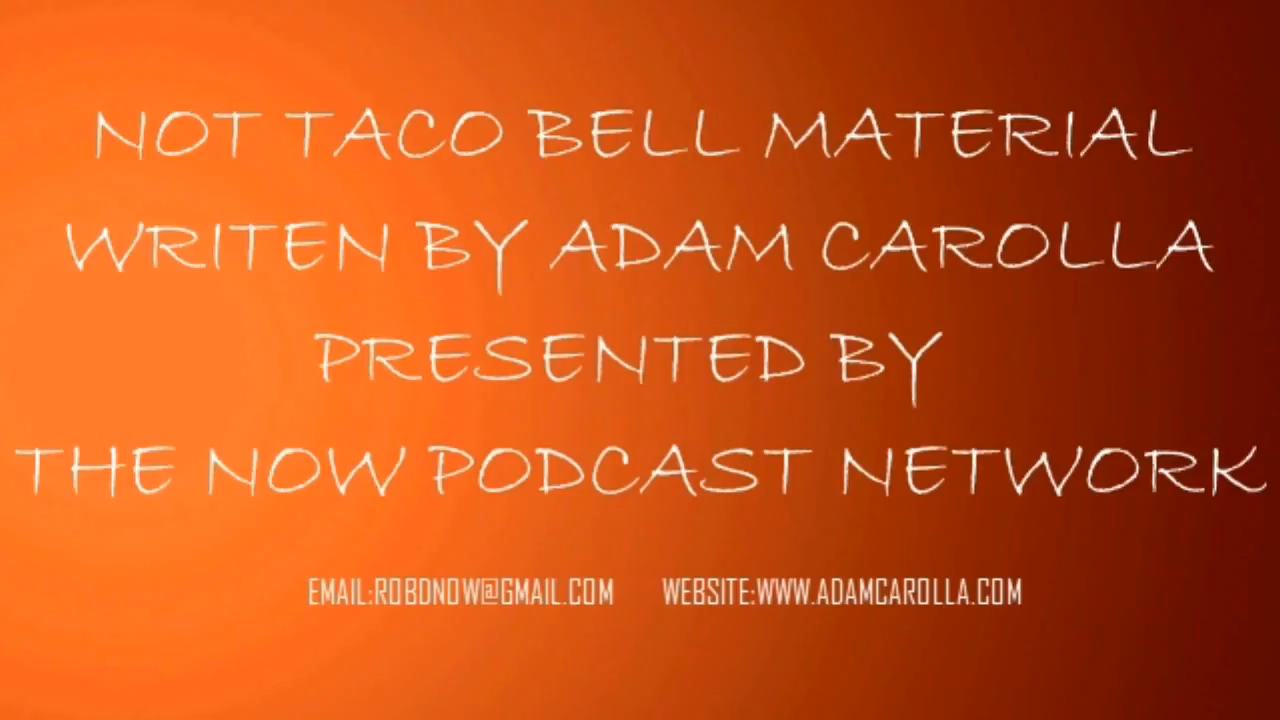 NOT TACO BELL MATERIAL
WRITEN BY ADAM CAROLLA
PRESENTED BY
THE NOW PODCAST NETWORK
EMAIL:ROBDNOW@GMAIL.COM WEBSITE:WWW.ADAMCAROLLA.COM